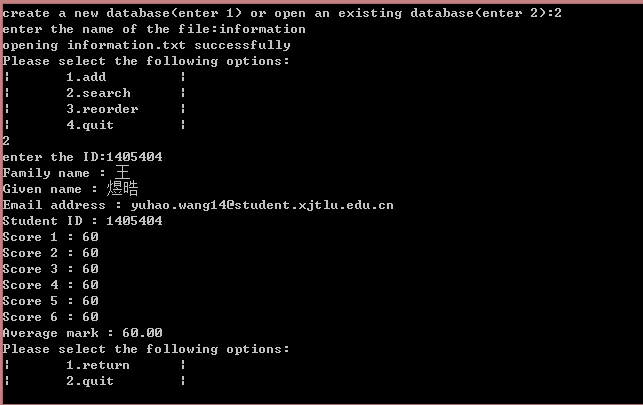 create a new database(enter 1) or open an existing database(enter 2):2
enter the name of the file:information
opening information.txt successfully
Please select the following options:
¦ 1.add ¦
¦ 2.search ¦
¦ 3.reorder ¦
¦ 4.quit ¦
2
enter the ID:1405404
Family name : 王
Given name : 煜晧
Email address : yuhao.wang14@student.xjtlu.edu.cn
Student ID : 1405404
Score 1 : 60
Score 2 : 60
Score 3 : 60
Score 4 : 60
Score 5 : 60
Score 6 : 60
Average mark : 60.00
Please select the following options:
¦ 1.return ¦
¦ 2.quit ¦